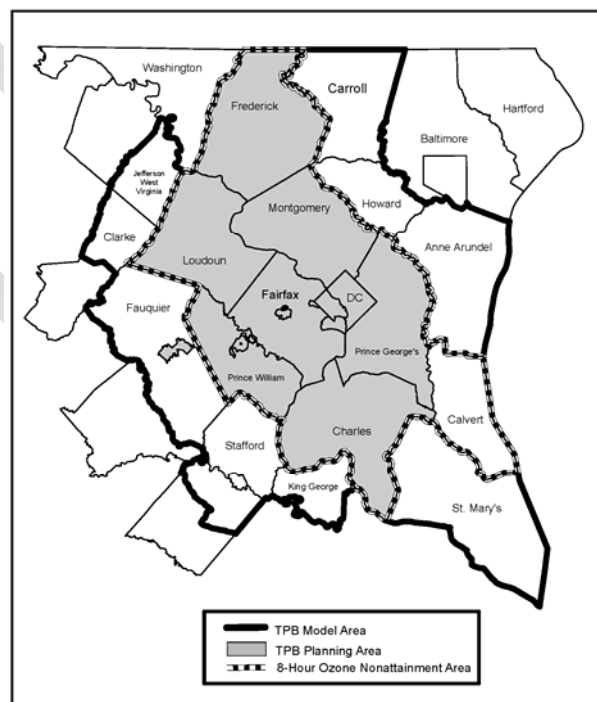 Washington
Carroll
Hartford
Frederick
Baltimore
Jefferson
West
Virginia
Howard
Montgomery
Clarke
Anne Arundel
Loudoun
Fairfax
DC
Fauquier
Prince George's
Prince William
Calvert
Charles
Stafford
King George
St. Mary's
TPB Model Area
TPB Planning Area
8-Hour Ozone Nonattainment Area